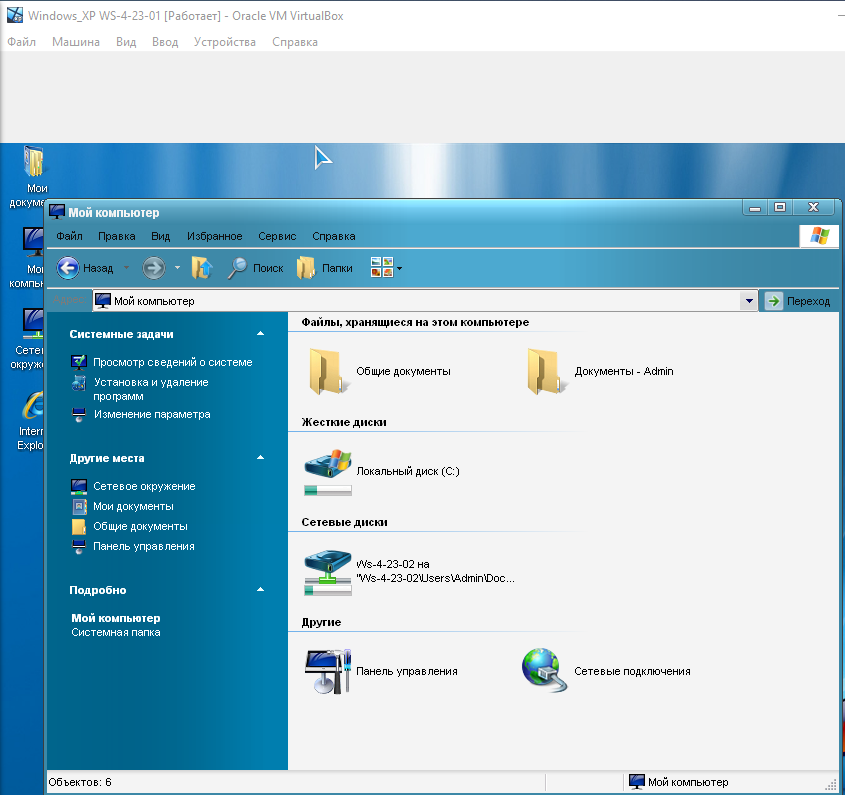 Windows_XP WS-4-23-01 [Работает] - Oracle VM VirtualBox
Файл Машина Вид Ввод Устройства Справка
Мои
докуме
Мой
компь
Сетев
окруж
Intern
Explo
Мой компьютер
Файл Правка Вид Избранное Сервис Справка
Назад Поиск Папки
Мой компьютер Переход
Системные задачи
Просмотр сведений о системе
Установка и удаление
программ
Изменение параметра
Другие места
Сетевое окружение
Мои документы
Общие документы
Панель управления
Подробно
Мой компьютер
Системная папка
Файлы, хранящиеся на этом компьютере
Общие документы Документы - Admin
Жесткие диски
Локальный диск (C:)
Сетевые диски
Ws-4-23-02 на
"Ws-4-23-02\Users\Admin\Doc...
Другие
Панель управления Сетевые подключения
Объектов: 6 Мой компьютер